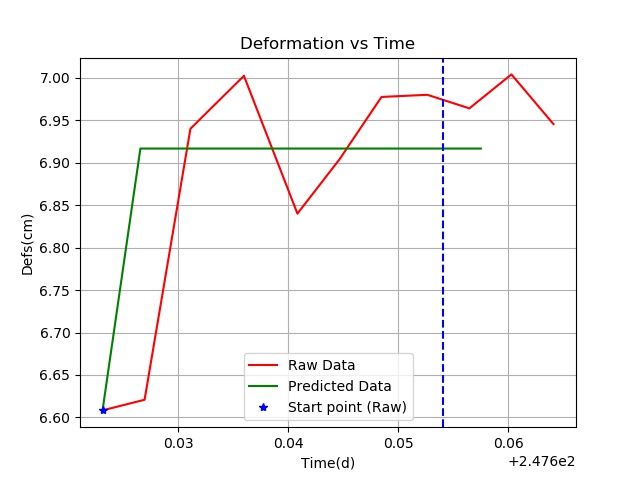 Deformation vs Time
7.00
6.95
6.90
6.85
6.80
6.75
6.70
6.65
6.60
Defs(cm)
Raw Data
Predicted Data
Start point (Raw)
0.03 0.04 0.05 0.06
Time(d)
+2.476e2